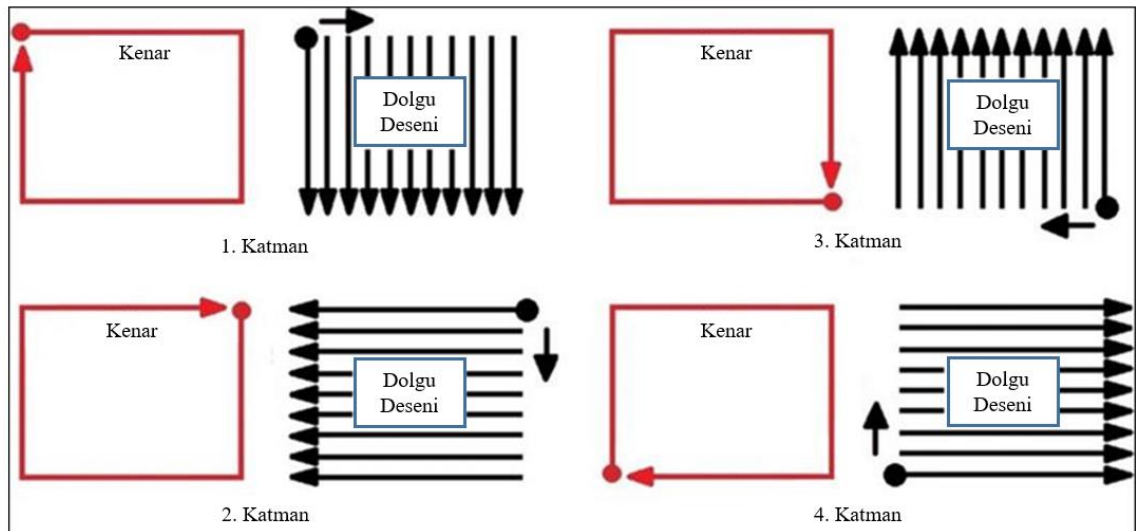 Kenar
Dolgu
Deseni
1. Katman
Kenar
Dolgu
Deseni
3. Katman
Kenar
Dolgu
Deseni
2. Katman
Kenar
Dolgu
Deseni
4. Katman